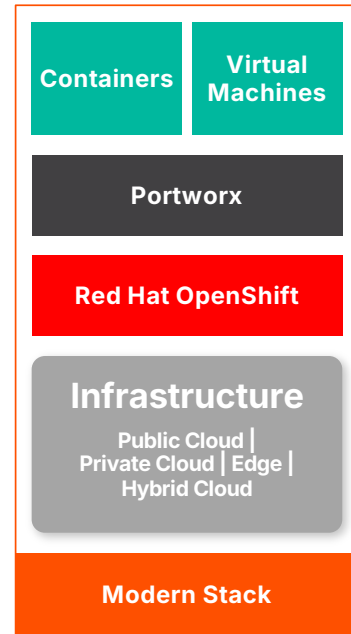 Containers
Virtual
Machines
Portworx
Red Hat OpenShift
Infrastructure
Public Cloud |
Private Cloud | Edge |
Hybrid Cloud
Modern Stack